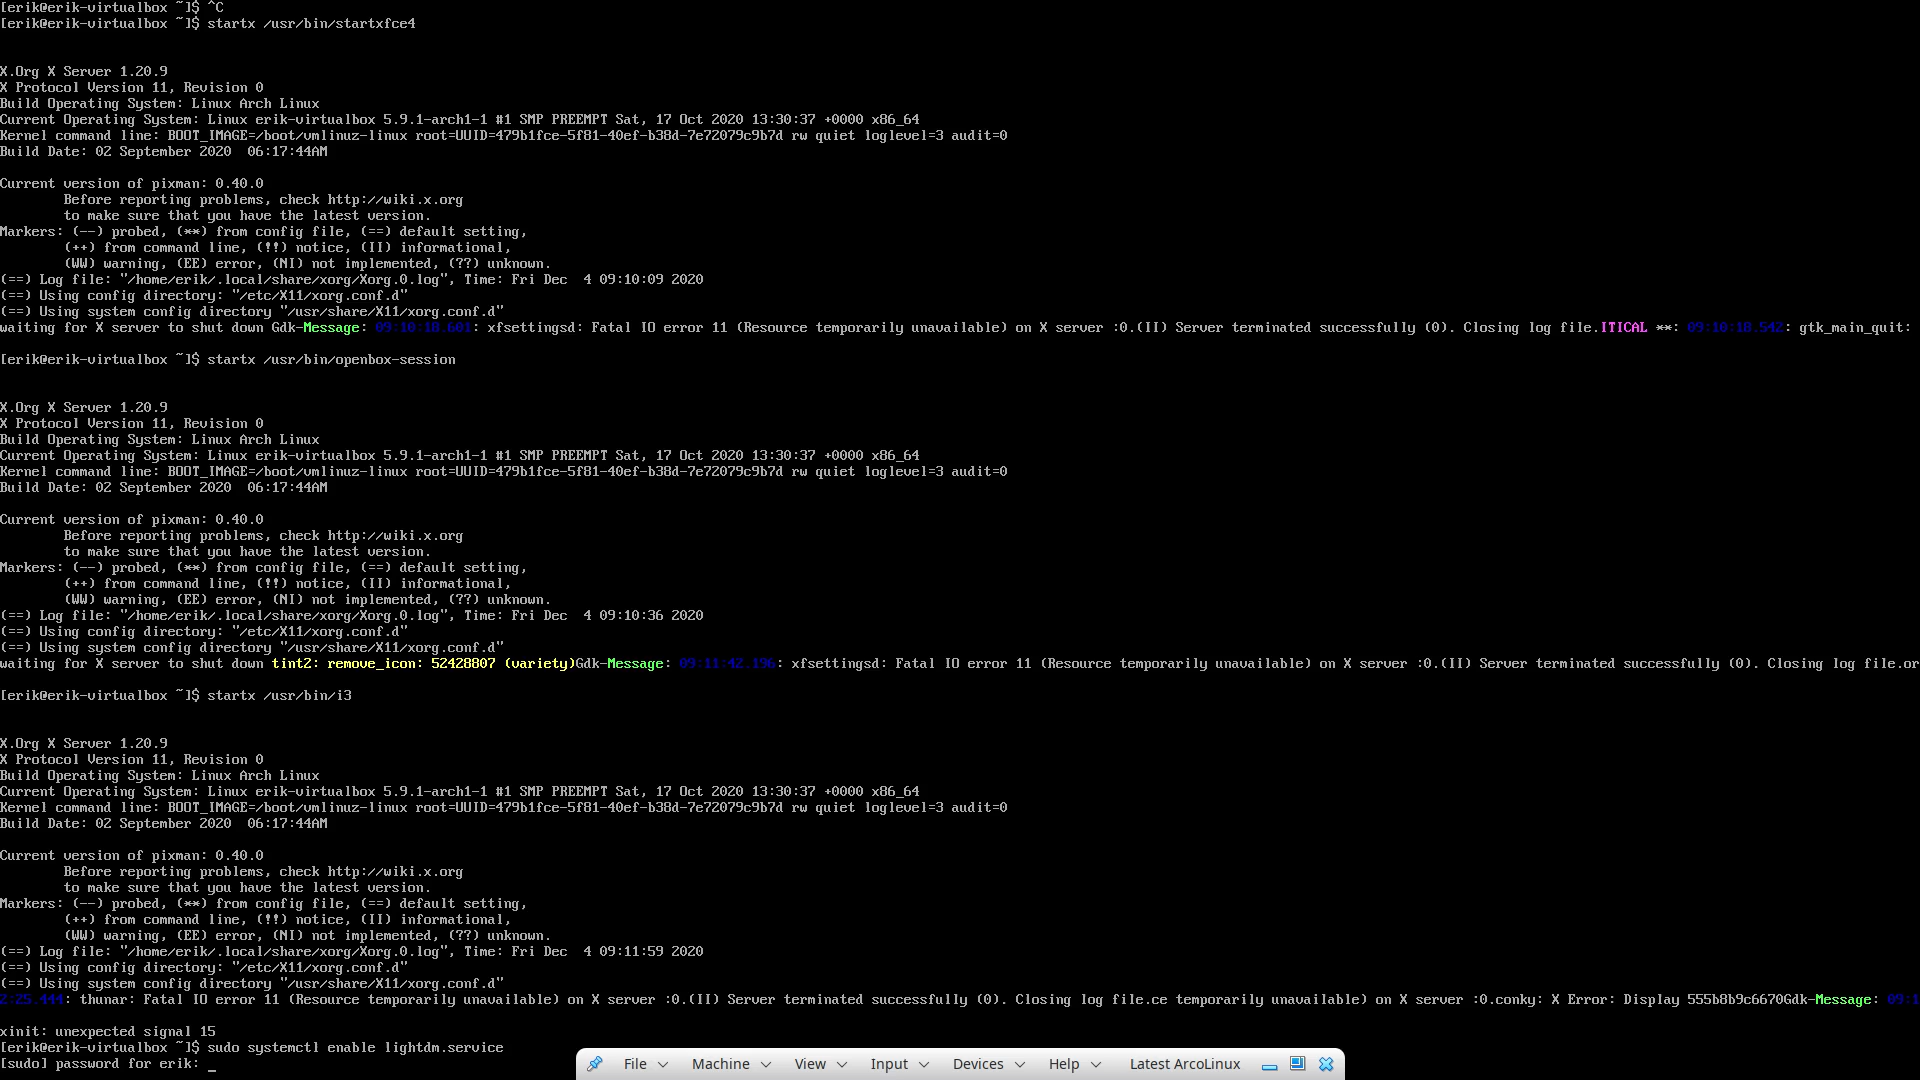 [erik@erik-virtualbox ~]$ ^C
[erik@erik-virtualbox ~]$ startx /usr/bin/startxfce4
X.Org X Server 1.20.9
X Protocol Version 11, Revision 0
Build Operating System: Linux Arch Linux
Current Operating System: Linux erik-virtualbox 5.9.1-arch1-1 #1 SMP PREEMPT Sat, 17 Oct 2020 13:30:37 +0000 x86_64
Kernel command line: BOOT_IMAGE=/boot/vmlinuz-linux root=UUID=479b1fce-5f81-40ef-b38d-7e72079c9b7d rw quiet loglevel=3 audit=0
Build Date: 02 September 2020  06:17:44AM
Current version of pixman: 0.40.0
Before reporting problems, check http://wiki.x.org
to make sure that you have the latest version.
Markers: (--) probed, (**) from config file, (==) default setting,
(++) from command line, (!!) notice, (II) informational,
(WW) warning, (EE) error, (NI) not implemented, (??) unknown.
(==) Log file: "/home/erik/.local/share/xorg/Xorg.0.log", Time: Fri Dec  4 09:10:09 2020
(==) Using config directory: "/etc/X11/xorg.conf.d"
(==) Using system config directory "/usr/share/X11/xorg.conf.d"
waiting for X server to shut down Gdk-Message: 09:10:18.601: xfsettingsd: Fatal IO error 11 (Resource temporarily unavailable) on X server :0.(II) Server terminated successfully (0). Closing log file.ITICAL **: 09:10:18.542: gtk_main_quit:
[erik@erik-virtualbox ~]$ startx /usr/bin/openbox-session
X.Org X Server 1.20.9
X Protocol Version 11, Revision 0
Build Operating System: Linux Arch Linux
Current Operating System: Linux erik-virtualbox 5.9.1-arch1-1 #1 SMP PREEMPT Sat, 17 Oct 2020 13:30:37 +0000 x86_64
Kernel command line: BOOT_IMAGE=/boot/vmlinuz-linux root=UUID=479b1fce-5f81-40ef-b38d-7e72079c9b7d rw quiet loglevel=3 audit=0
Build Date: 02 September 2020  06:17:44AM
Current version of pixman: 0.40.0
Before reporting problems, check http://wiki.x.org
to make sure that you have the latest version.
Markers: (--) probed, (**) from config file, (==) default setting,
(++) from command line, (!!) notice, (II) informational,
(WW) warning, (EE) error, (NI) not implemented, (??) unknown.
(==) Log file: "/home/erik/.local/share/xorg/Xorg.0.log", Time: Fri Dec  4 09:10:36 2020
(==) Using config directory: "/etc/X11/xorg.conf.d"
(==) Using system config directory "/usr/share/X11/xorg.conf.d"
waiting for X server to shut down tint2: remove_icon: 52428807 (variety)Gdk-Message: 09:11:42.196: xfsettingsd: Fatal IO error 11 (Resource temporarily unavailable) on X server :0.(II) Server terminated successfully (0). Closing log file.or
[erik@erik-virtualbox ~]$ startx /usr/bin/i3
X.Org X Server 1.20.9
X Protocol Version 11, Revision 0
Build Operating System: Linux Arch Linux
Current Operating System: Linux erik-virtualbox 5.9.1-arch1-1 #1 SMP PREEMPT Sat, 17 Oct 2020 13:30:37 +0000 x86_64
Kernel command line: BOOT_IMAGE=/boot/vmlinuz-linux root=UUID=479b1fce-5f81-40ef-b38d-7e72079c9b7d rw quiet loglevel=3 audit=0
Build Date: 02 September 2020  06:17:44AM
Current version of pixman: 0.40.0
Before reporting problems, check http://wiki.x.org
to make sure that you have the latest version.
Markers: (--) probed, (**) from config file, (==) default setting,
(++) from command line, (!!) notice, (II) informational,
(WW) warning, (EE) error, (NI) not implemented, (??) unknown.
(==) Log file: "/home/erik/.local/share/xorg/Xorg.0.log", Time: Fri Dec  4 09:11:59 2020
(==) Using config directory: "/etc/X11/xorg.conf.d"
(==) Using system config directory "/usr/share/X11/xorg.conf.d"
2:25.444: thunar: Fatal IO error 11 (Resource temporarily unavailable) on X server :0.(II) Server terminated successfully (0). Closing log file.ce temporarily unavailable) on X server :0.conky: X Error: Display 555b8b9c6670Gdk-Message: 09:1
xinit: unexpected signal 15
[erik@erik-virtualbox ~]$ sudo systemctl enable lightdm.service
[sudo] password for erik: _
File Machine View Input Devices Help Latest ArcoLinux